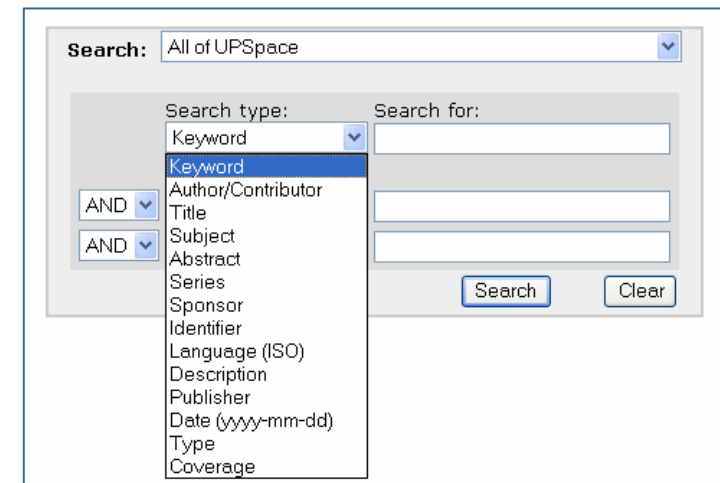 Search: All of UPSpace
Search type: Search for:
Keyword
Keyword
Author/Contributor
AND
Title
Subject
AND
Abstract
Series
Search Clear
Sponsor
Identifier
Language (ISO)
Description
Publisher
Date (yyyy-mm-dd)
Type
Coverage